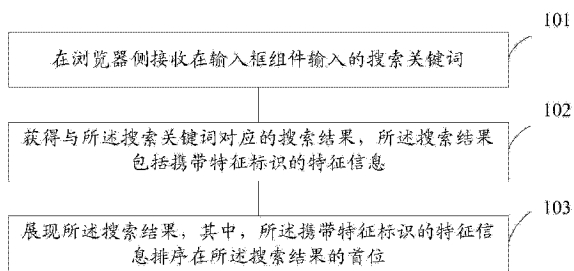 101
在浏览器侧接收在输入框组件输入的搜索关键词
102
获得与所述搜索关键词对应的搜索结果，所述搜索结果
包括携带特征标识的特征信息
103
展现所述搜索结果，其中，所述携带特征标识的特征信
息排序在所述搜索结果的首位